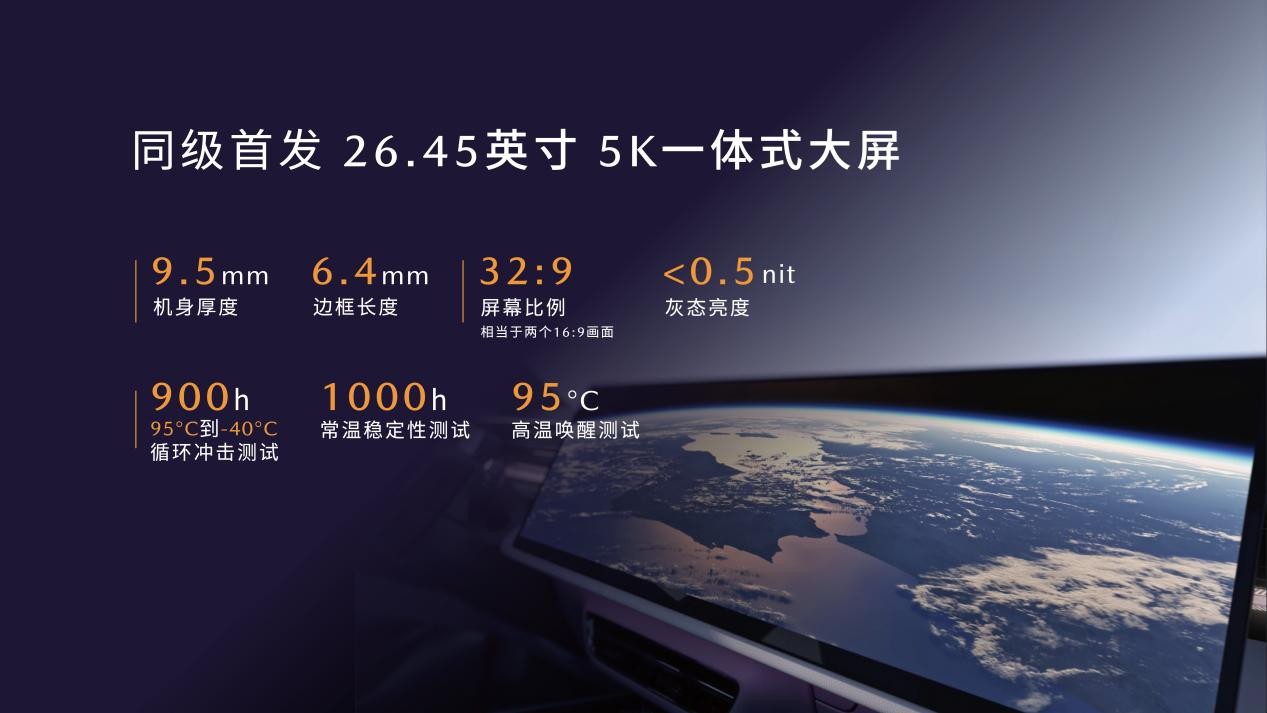 同级首发 26.45英寸 5K一体式大屏
9.5mm
机身厚度
6.4mm
边框长度
32:9
屏幕比例
相当于两个16:9画面
<0.5 nit
灰态亮度
900h
95°C到-40°C
循环冲击测试
1000h
常温稳定性测试
95°C
高温唤醒测试